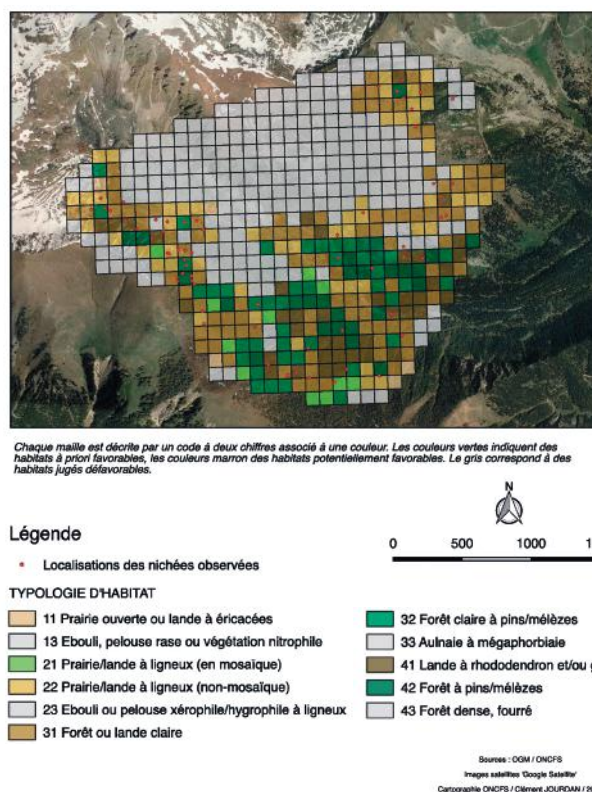 Chaque maille est décrite par un code à deux chiffres associé à une couleur. Les couleurs vertes indiquent des
habitats à priori favorables, les couleurs marron des habitats potentiellement favorables. Le gris correspond à des
habitats jugés défavorables.
N
Légende
0 500 1000
Localisations des nichées observées
TYPOLOGIE D'HABITAT
11 Prairie ouverte ou lande à éricacées
13 Ebouli, pelouse rase ou végétation nitrophile
21 Prairie/lande à ligneux (en mosaïque)
22 Prairie/lande à ligneux (non-mosaïque)
23 Ebouli ou pelouse xérophile/hygrophile à ligneux
31 Forêt ou lande claire
32 Forêt claire à pins/mélèzes
33 Aulnaie à mégaphorbiaie
41 Lande à rhododendron et/ou
42 Forêt à pins/mélèzes
43 Forêt dense, fourré
Sources : OGM / ONCFS
Images satellites 'Google Satellite'
Cartographie ONCFS / Clément JOURDAN /